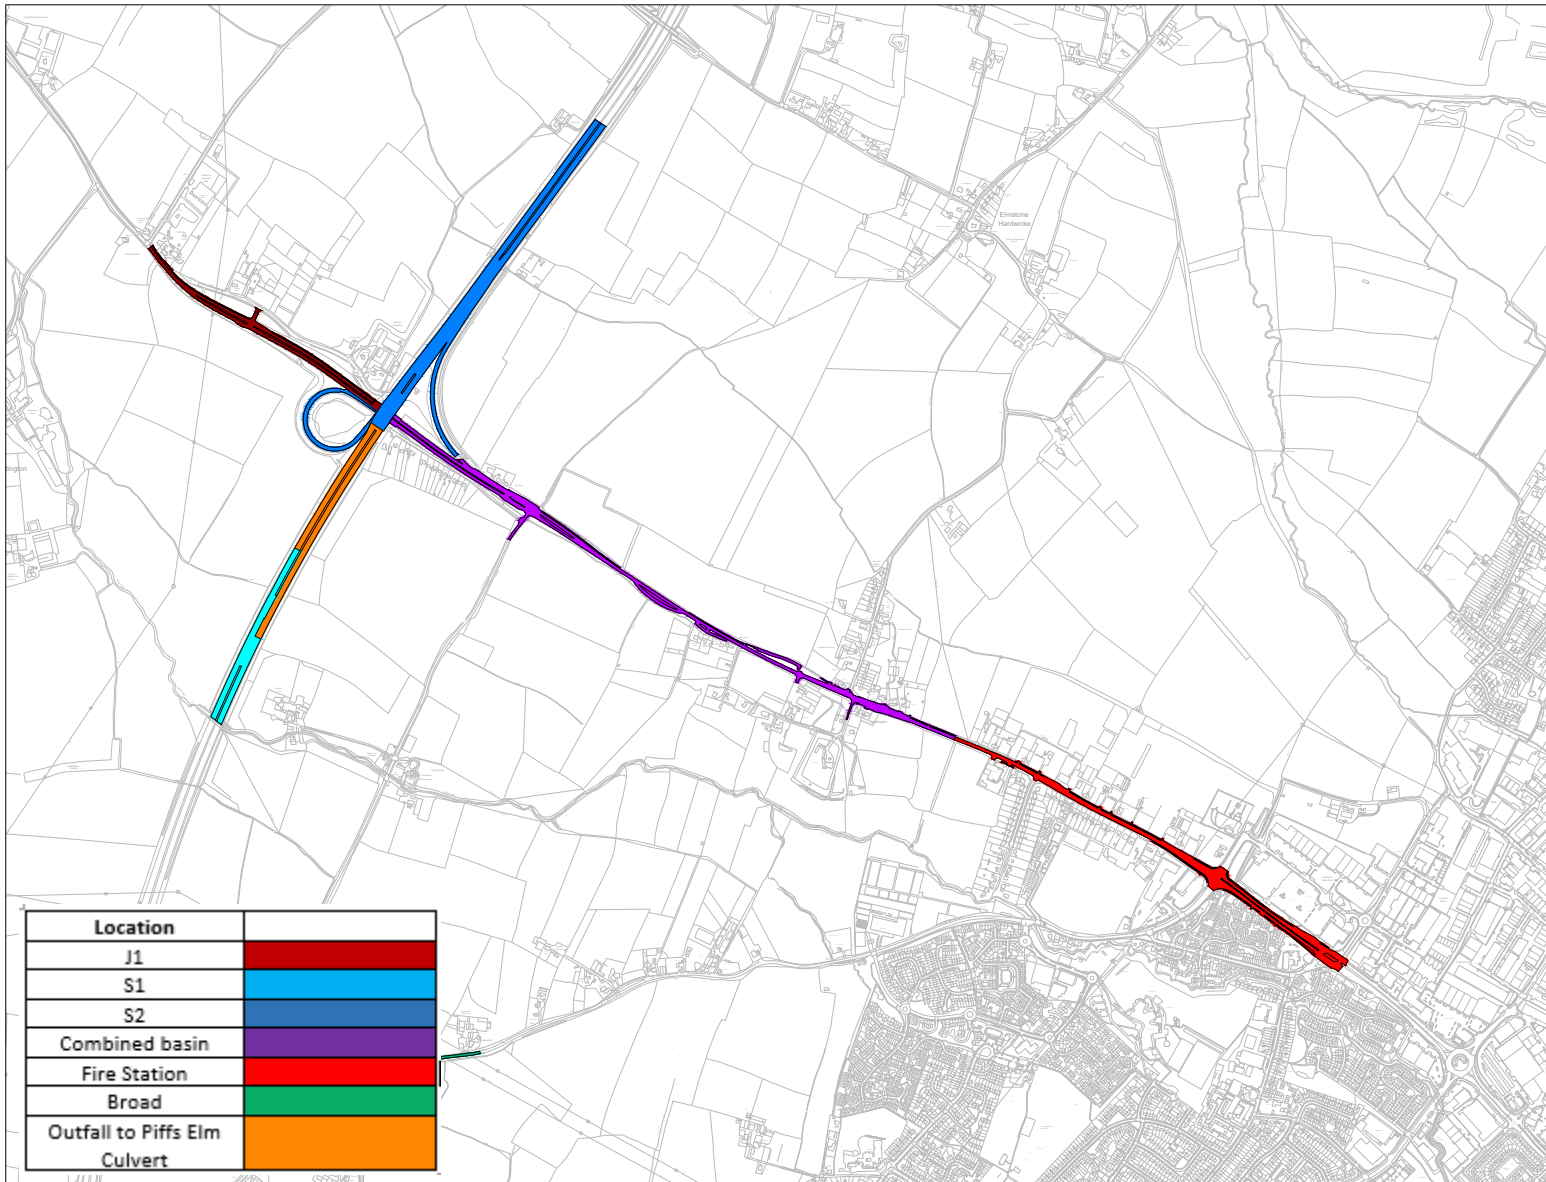 Elmstone
Hardwicke
Location
J1
S1
S2
Combined basin
Fire Station
Broad
Outfall to Piffs Elm
Culvert